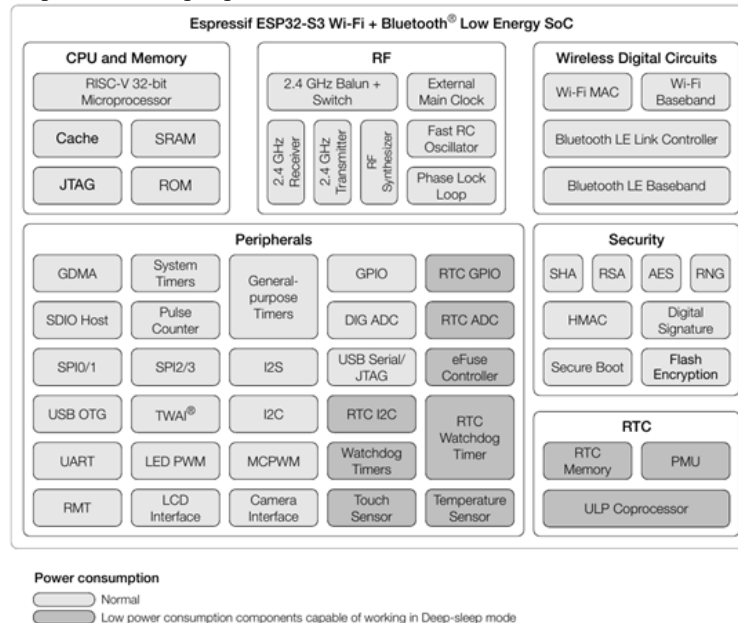 Espressif ESP32-S3 Wi-Fi + Bluetooth® Low Energy SoC
CPU and Memory
RISC-V 32-bit
Microprocessor
Cache
SRAM
JTAG
ROM
RF
2.4 GHz Balun +
Switch
External
Main Clock
2.4 GHz
Receiver
2.4 GHz
Transmitter
RF
Synthesizer
Fast RC
Oscillator
Phase Lock
Loop
Wireless Digital Circuits
Wi-Fi MAC
Wi-Fi
Baseband
Bluetooth LE Link Controller
Bluetooth LE Baseband
Peripherals
GDMA
System
Timers
General-
purpose
Timers
GPIO
RTC GPIO
SDIO Host
Pulse
Counter
DIG ADC
RTC ADC
SPI0/1
SPI2/3
I2S
USB Serial/
JTAG
eFuse
Controller
USB OTG
TWAI®
I2C
RTC I2C
RTC
Watchdog
Timer
UART
LED PWM
MCPWM
Watchdog
Timers
RMT
LCD
Interface
Camera
Interface
Touch
Sensor
Temperature
Sensor
Security
SHA
RSA
AES
RNG
HMAC
Digital
Signature
Secure Boot
Flash
Encryption
RTC
RTC
Memory
PMU
ULP Coprocessor
Power consumption
Normal
Low power consumption components capable of working in Deep-sleep mode